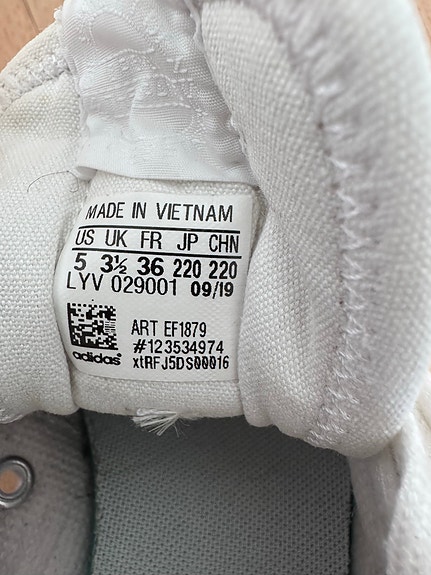 MADE IN VIETNAM
US UK FR JP CHN
5 3½ 36 220 220
LYV 029001 09/19
ART EF1879
#123534974
adidas® xtRFJ5DS00016